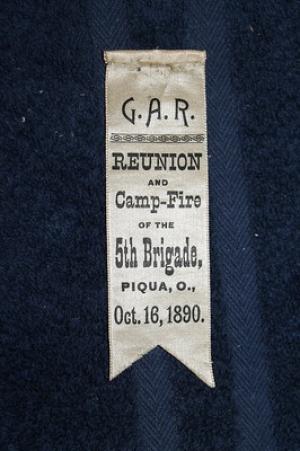 G.A.R.
REUNION
AND
Camp-Fire
OF THE
5th Brigade,
PIQUA, O.,
Oct. 16, 1890.